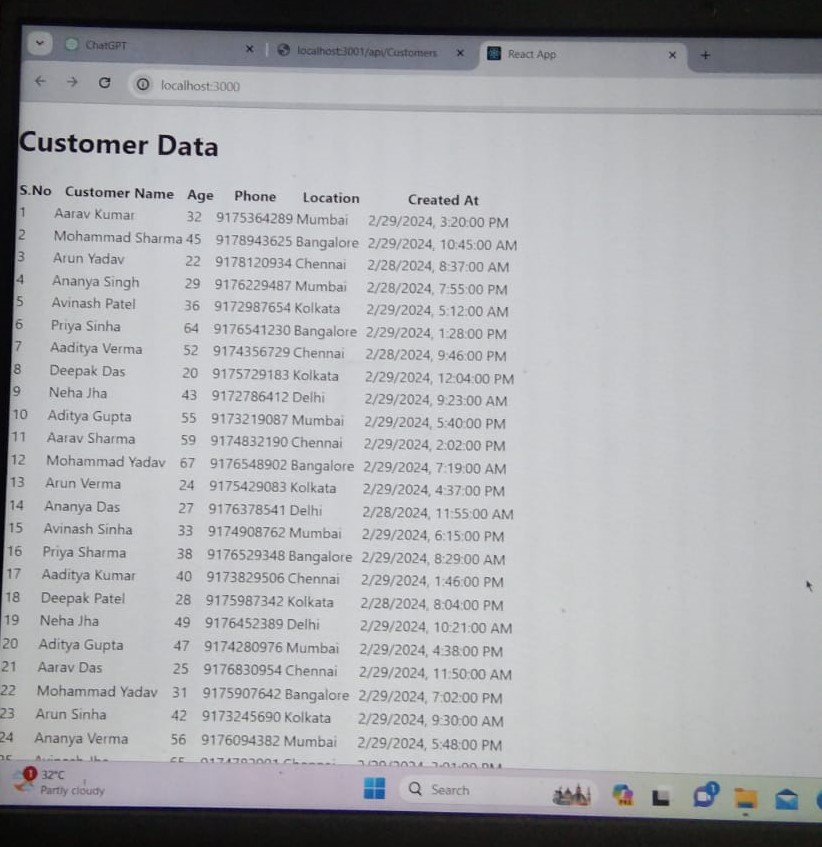 ChatGPT localhost:3001/api/Customers React App
localhost:3000
Customer Data
S.No Customer Name Age Phone Location Created At
1 Aarav Kumar 32 9175364289 Mumbai 2/29/2024, 3:20:00 PM
2 Mohammad Sharma 45 9178943625 Bangalore 2/29/2024, 10:45:00 AM
3 Arun Yadav 22 9178120934 Chennai 2/28/2024, 8:37:00 AM
4 Ananya Singh 29 9176229487 Mumbai 2/28/2024, 7:55:00 PM
5 Avinash Patel 36 9172987654 Kolkata 2/29/2024, 5:12:00 AM
6 Priya Sinha 64 9176541230 Bangalore 2/29/2024, 1:28:00 PM
7 Aaditya Verma 52 9174356729 Chennai 2/28/2024, 9:46:00 PM
8 Deepak Das 20 9175729183 Kolkata 2/29/2024, 12:04:00 PM
9 Neha Jha 43 9172786412 Delhi 2/29/2024, 9:23:00 AM
10 Aditya Gupta 55 9173219087 Mumbai 2/29/2024, 5:40:00 PM
11 Aarav Sharma 59 9174832190 Chennai 2/29/2024, 2:02:00 PM
12 Mohammad Yadav 67 9176548902 Bangalore 2/29/2024, 7:19:00 AM
13 Arun Verma 24 9175429083 Kolkata 2/29/2024, 4:37:00 PM
14 Ananya Das 27 9176378541 Delhi 2/28/2024, 11:55:00 AM
15 Avinash Sinha 33 9174908762 Mumbai 2/29/2024, 6:15:00 PM
16 Priya Sharma 38 9176529348 Bangalore 2/29/2024, 8:29:00 AM
17 Aaditya Kumar 40 9173829506 Chennai 2/29/2024, 1:46:00 PM
18 Deepak Patel 28 9175987342 Kolkata 2/28/2024, 8:04:00 PM
19 Neha Jha 49 9176452389 Delhi 2/29/2024, 10:21:00 AM
20 Aditya Gupta 47 9174280976 Mumbai 2/29/2024, 4:38:00 PM
21 Aarav Das 25 9176830954 Chennai 2/29/2024, 11:50:00 AM
22 Mohammad Yadav 31 9175907642 Bangalore 2/29/2024, 7:02:00 PM
23 Arun Sinha 42 9173245690 Kolkata 2/29/2024, 9:30:00 AM
24 Ananya Verma 56 9176094382 Mumbai 2/29/2024, 5:48:00 PM
1 32°C
Partly cloudy
Search
1